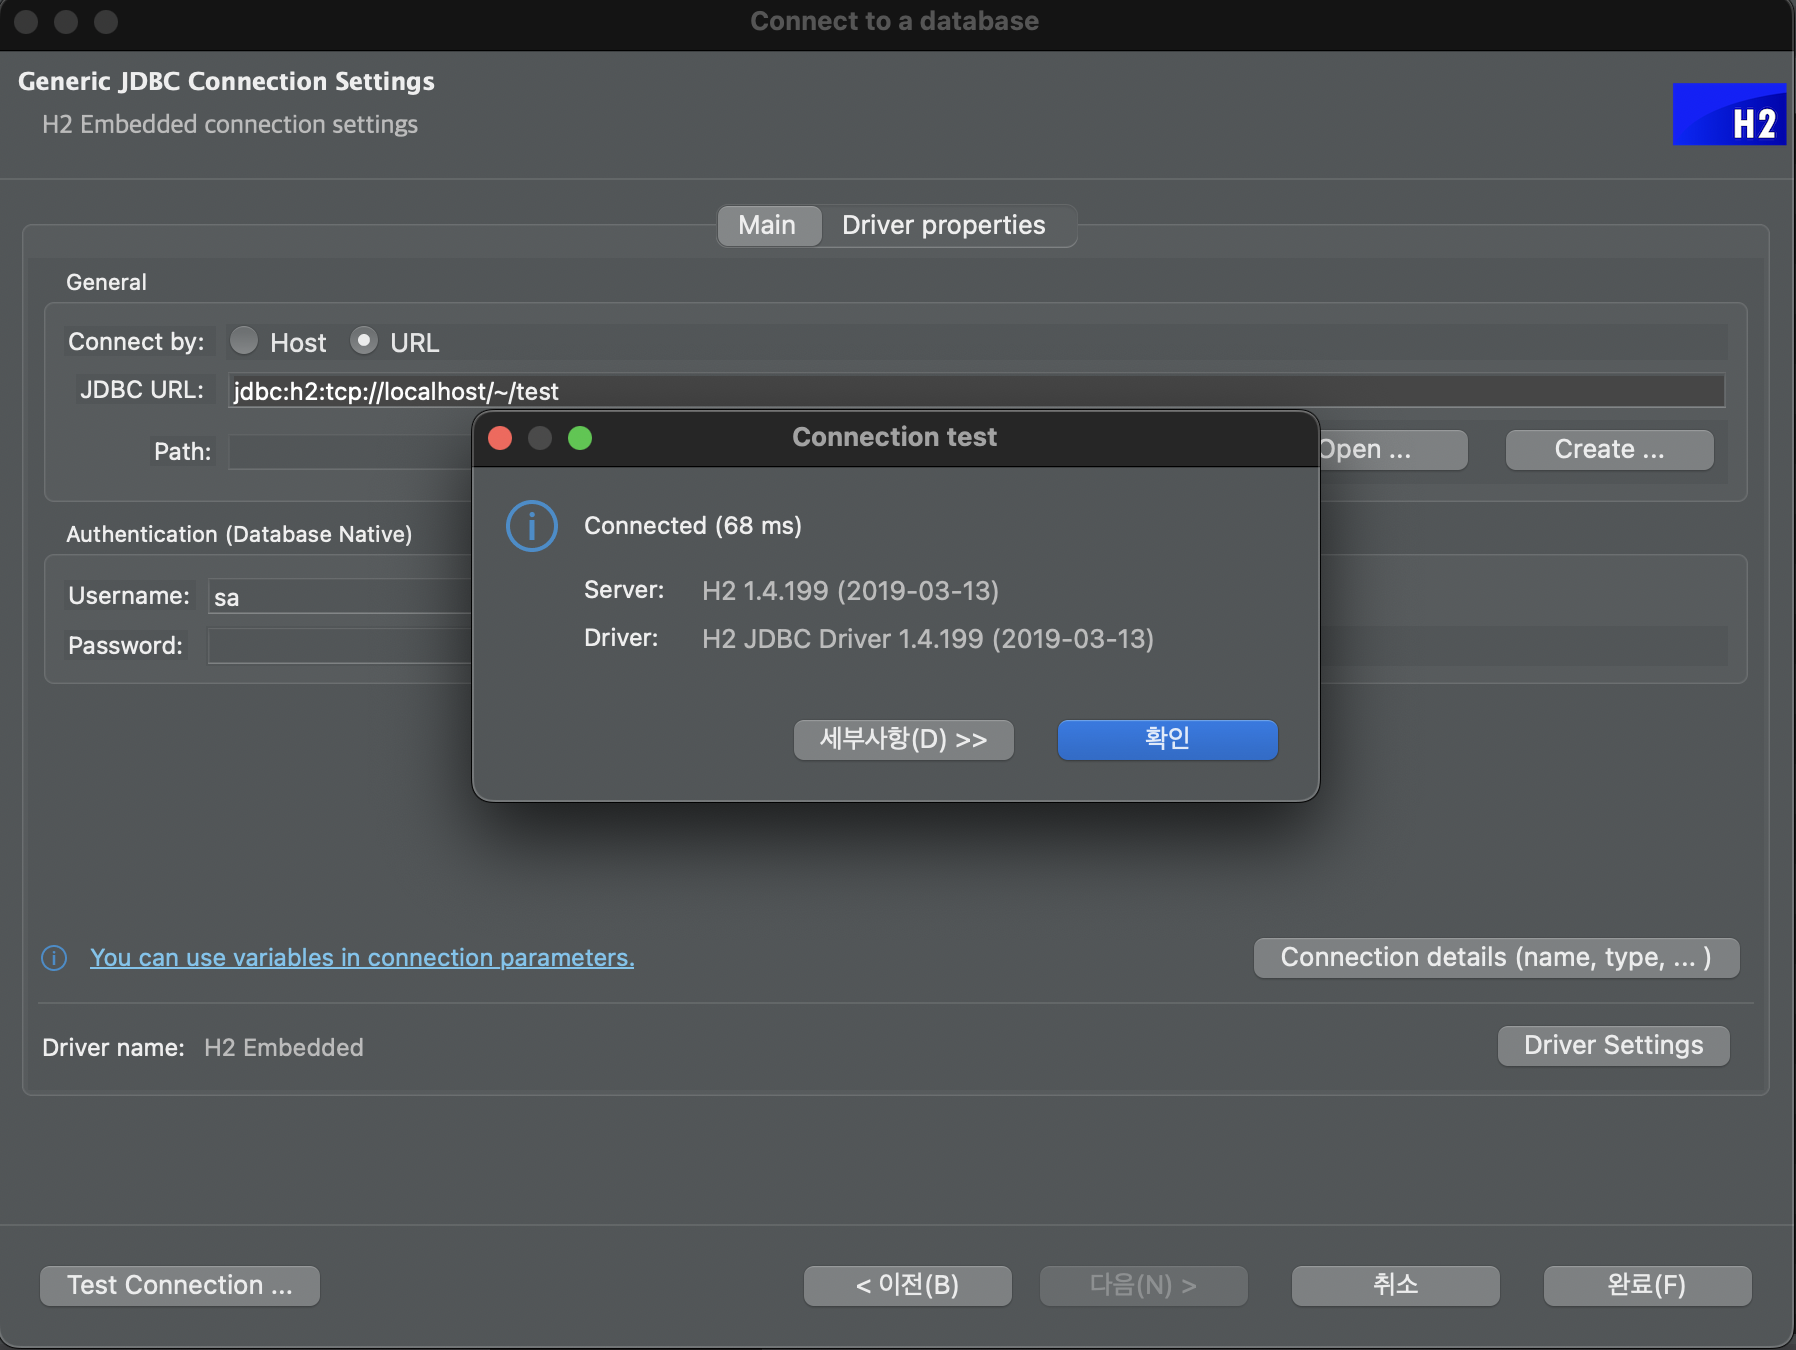 Connect to a database
Generic JDBC Connection Settings
H2 Embedded connection settings
H2
Main Driver properties
General
Connect by: Host URL
JDBC URL: jdbc:h2:tcp://localhost/~/test
Path: Open ... Create ...
Connection test
Connected (68 ms)
Server: H2 1.4.199 (2019-03-13)
Driver: H2 JDBC Driver 1.4.199 (2019-03-13)
세부사항(D) >> 확인
Authentication (Database Native)
Username: sa
Password:
You can use variables in connection parameters.
Connection details (name, type, ... )
Driver name: H2 Embedded
Driver Settings
Test Connection ... < 이전(B) 다음(N) > 취소 완료(F)